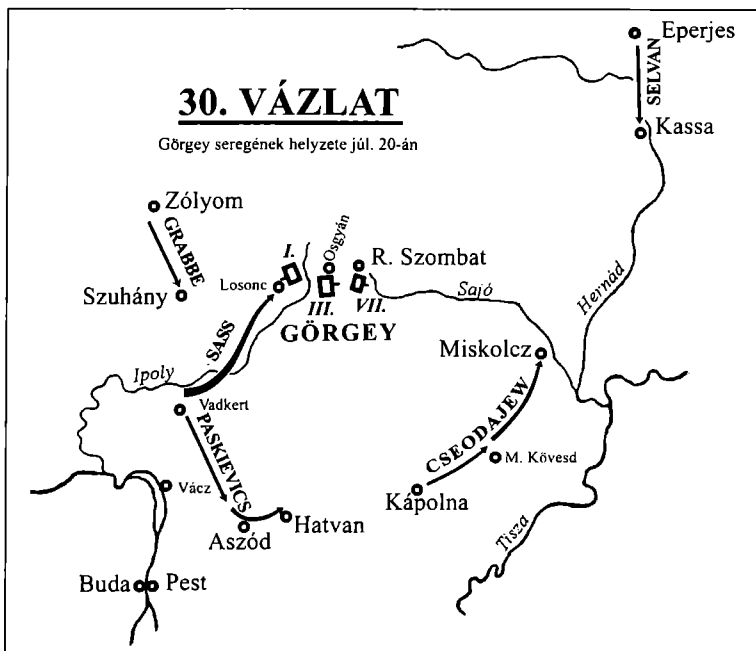 Eperjes
SELVAN
Kassa
30. VÁZLAT
Görgey seregének helyzete júl. 20-án
Zólyom
GRABBE
Szuhány
Losonc
I.
Osgyán
III.
R. Szombat
VII.
GÖRGEY
Sajó
Hernád
SASS
Miskolcz
Ipoly
Vadkert
PASKIEVICS
CSEODAJEW
M. Kövesd
Vácz
Kápolna
Hatvan
Aszód
Tisza
Buda
Pest